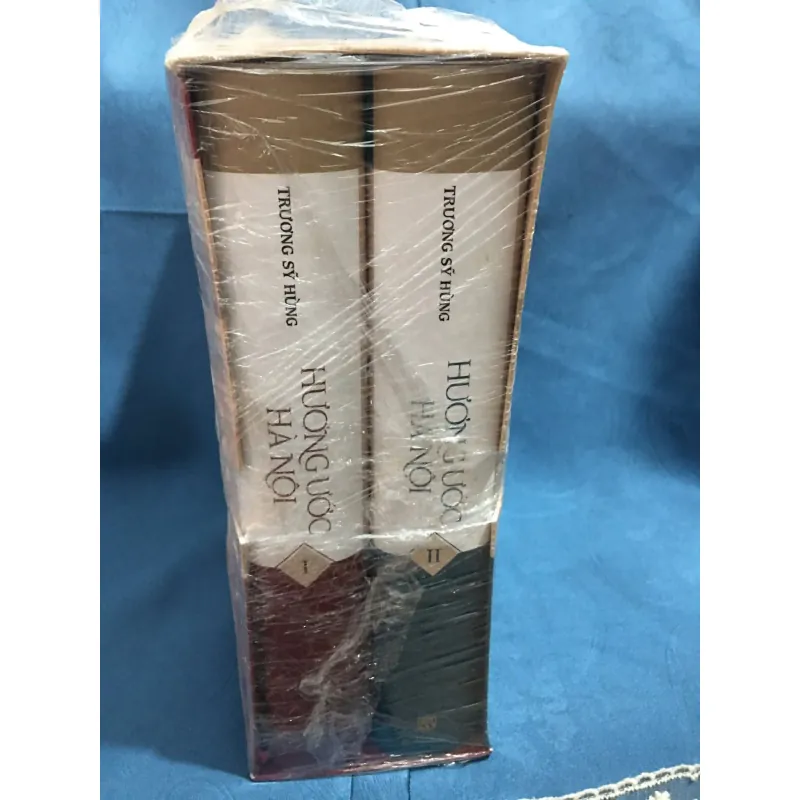 TRƯƠNG SỸ HÙNG
HƯƠNG ƯỚC
HÀ NỘI
I
TRƯƠNG SỸ HÙNG
HƯƠNG ƯỚC
HÀ NỘI
II